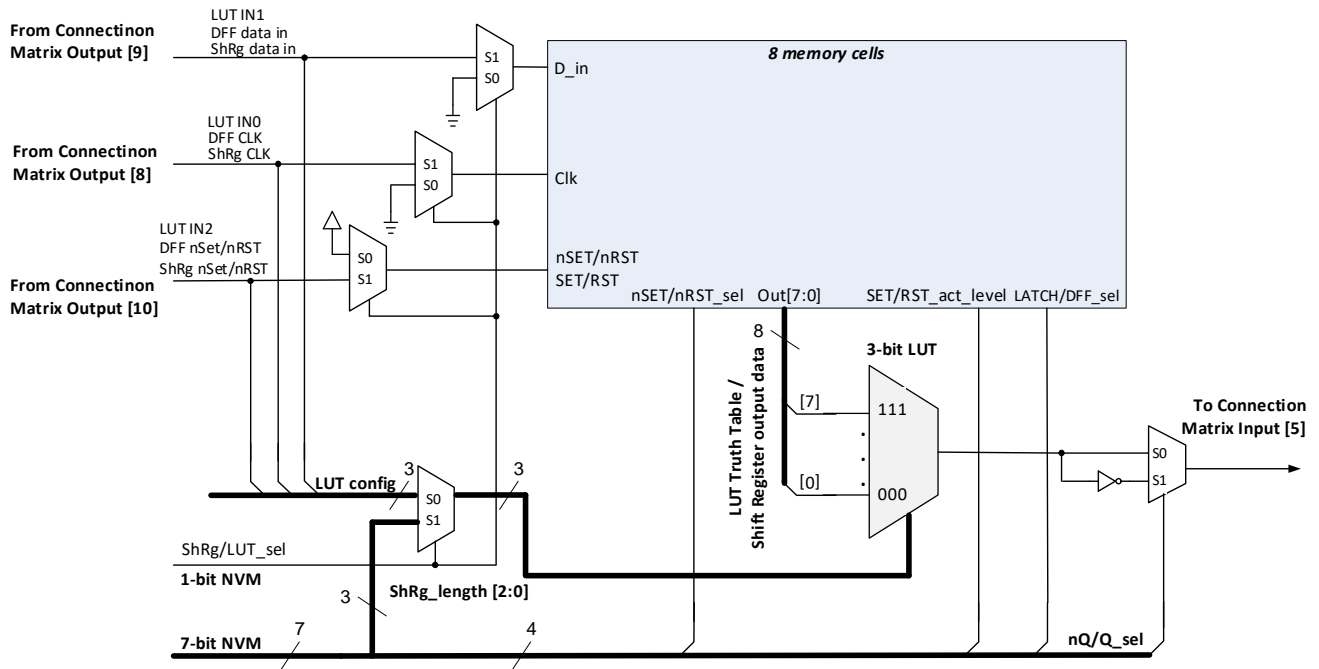 LUT IN1
DFF data in
ShRg data in
From Connectinon
Matrix Output [9]
S1
S0
D_in
8 memory cells
LUT IN0
DFF CLK
ShRg CLK
From Connectinon
Matrix Output [8]
S1
S0
Clk
LUT IN2
DFF nSet/nRST
ShRg nSet/nRST
From Connectinon
Matrix Output [10]
S0
S1
nSET/nRST
SET/RST
nSET/nRST_sel
Out[7:0]
SET/RST_act_level
LATCH/DFF_sel
8
3-bit LUT
LUT Truth Table /
Shift Register output data
[7]
111
[0]
000
To Connection
Matrix Input [5]
S0
S1
LUT config
3
S0
S1
3
ShRg/LUT_sel
1-bit NVM
ShRg_length [2:0]
3
7-bit NVM
7
4
nQ/Q_sel